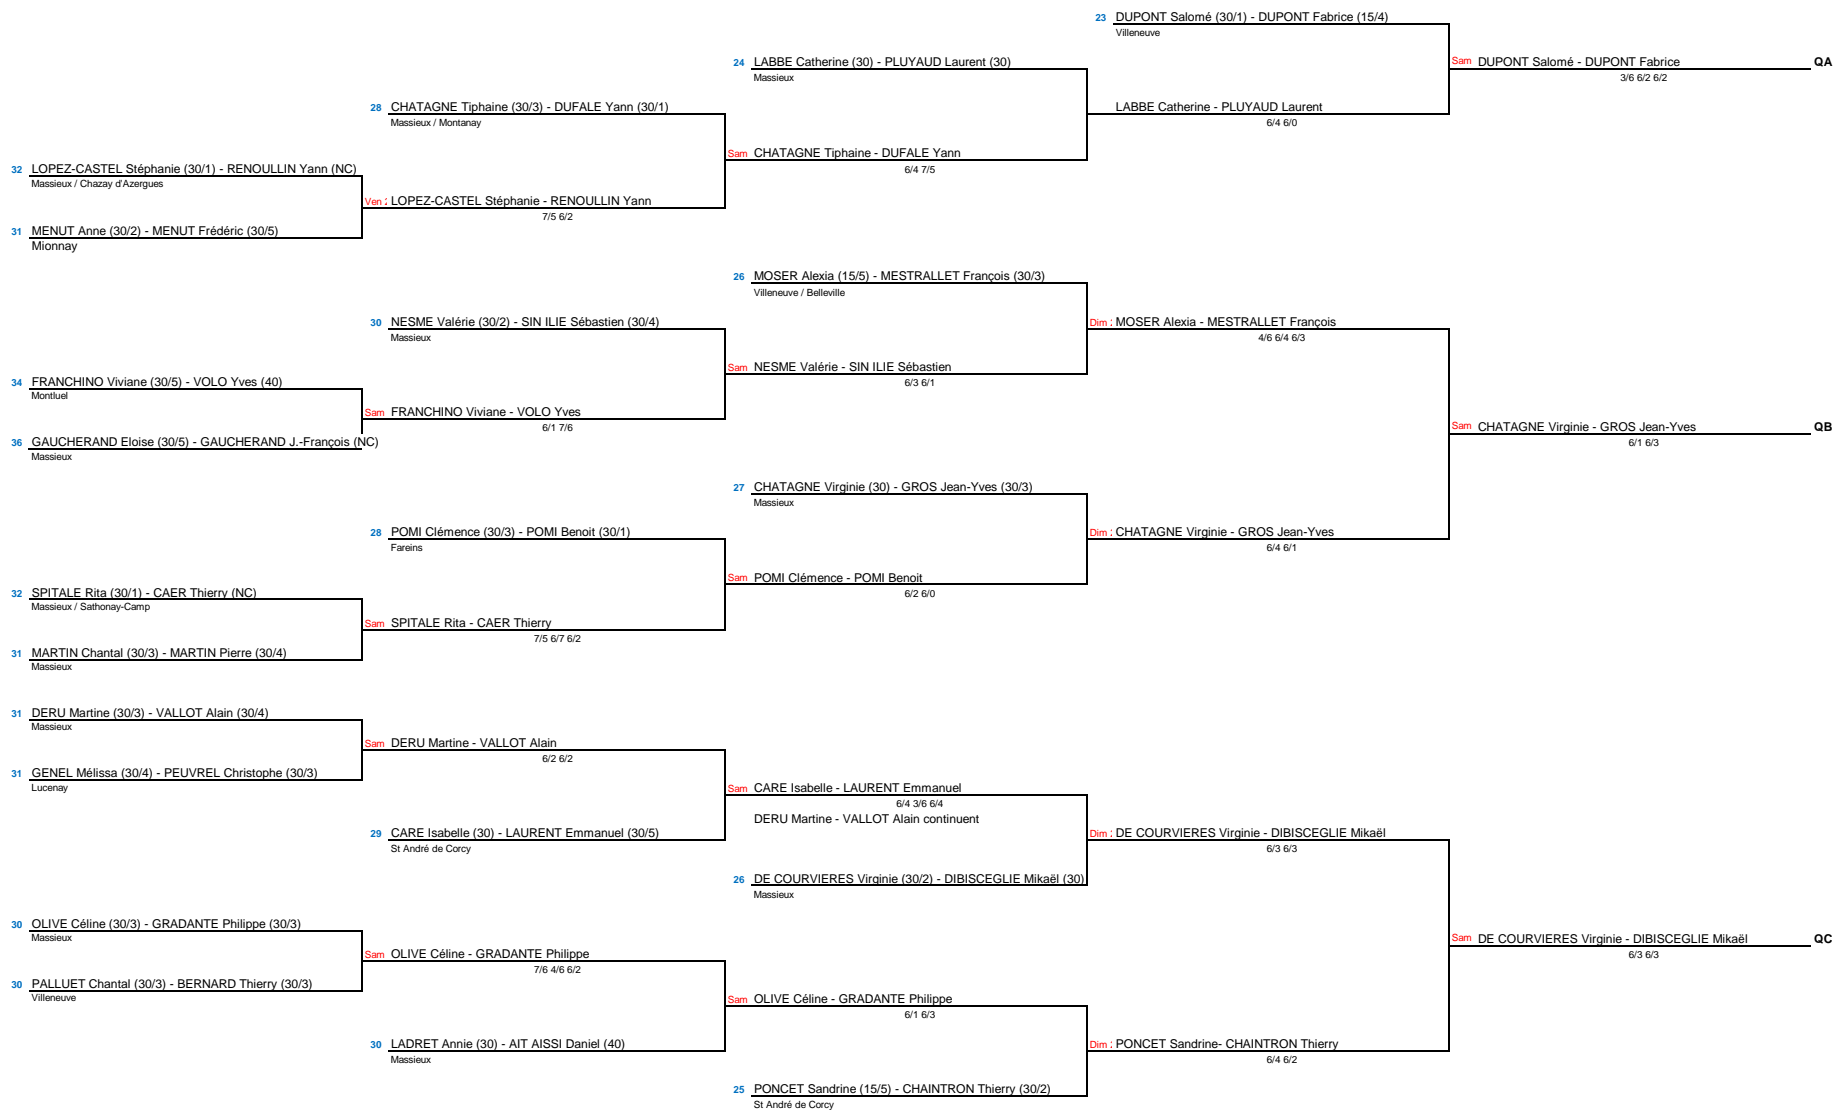 23 DUPONT Salomé (30/1) - DUPONT Fabrice (15/4)
Villeneuve
24 LABBE Catherine (30) - PLUYAUD Laurent (30)
Massieux
Sam DUPONT Salomé - DUPONT Fabrice QA
3/6 6/2 6/2
28 CHATAGNE Tiphaine (30/3) - DUFALE Yann (30/1)
Massieux / Montanay
LABBE Catherine - PLUYAUD Laurent
6/4 6/0
Sam CHATAGNE Tiphaine - DUFALE Yann
6/4 7/5
32 LOPEZ-CASTEL Stéphanie (30/1) - RENOULLIN Yann (NC)
Massieux / Chazay d'Azergues
Ven : LOPEZ-CASTEL Stéphanie - RENOULLIN Yann
7/5 6/2
31 MENUT Anne (30/2) - MENUT Frédéric (30/5)
Mionnay
26 MOSER Alexia (15/5) - MESTRALLET François (30/3)
Villeneuve / Belleville
30 NESME Valérie (30/2) - SIN ILIE Sébastien (30/4)
Massieux
Dim : MOSER Alexia - MESTRALLET François
4/6 6/4 6/3
Sam NESME Valérie - SIN ILIE Sébastien
6/3 6/1
34 FRANCHINO Viviane (30/5) - VOLO Yves (40)
Montluel
Sam FRANCHINO Viviane - VOLO Yves
6/1 7/6
Sam CHATAGNE Virginie - GROS Jean-Yves QB
6/1 6/3
36 GAUCHERAND Eloise (30/5) - GAUCHERAND J.-François (NC)
Massieux
27 CHATAGNE Virginie (30) - GROS Jean-Yves (30/3)
Massieux
28 POMI Clémence (30/3) - POMI Benoit (30/1)
Fareins
Dim : CHATAGNE Virginie - GROS Jean-Yves
6/4 6/1
Sam POMI Clémence - POMI Benoit
6/2 6/0
32 SPITALE Rita (30/1) - CAER Thierry (NC)
Massieux / Sathonay-Camp
Sam SPITALE Rita - CAER Thierry
7/5 6/7 6/2
31 MARTIN Chantal (30/3) - MARTIN Pierre (30/4)
Massieux
31 DERU Martine (30/3) - VALLOT Alain (30/4)
Massieux
Sam DERU Martine - VALLOT Alain
6/2 6/2
31 GENEL Mélissa (30/4) - PEUVREL Christophe (30/3)
Lucenay
Sam CARE Isabelle - LAURENT Emmanuel
6/4 3/6 6/4
DERU Martine - VALLOT Alain continuent
29 CARE Isabelle (30) - LAURENT Emmanuel (30/5)
St André de Corcy
Dim : DE COURVIERES Virginie - DIBISCEGLIE Mikaël
6/3 6/3
26 DE COURVIERES Virginie (30/2) - DIBISCEGLIE Mikaël (30)
Massieux
30 OLIVE Céline (30/3) - GRADANTE Philippe (30/3)
Massieux
Sam DE COURVIERES Virginie - DIBISCEGLIE Mikaël QC
6/3 6/3
Sam OLIVE Céline - GRADANTE Philippe
7/6 4/6 6/2
30 PALLUET Chantal (30/3) - BERNARD Thierry (30/3)
Villeneuve
Sam OLIVE Céline - GRADANTE Philippe
6/1 6/3
30 LADRET Annie (30) - AIT AISSI Daniel (40)
Massieux
Dim : PONCET Sandrine- CHAINTRON Thierry
6/4 6/2
25 PONCET Sandrine (15/5) - CHAINTRON Thierry (30/2)
St André de Corcy